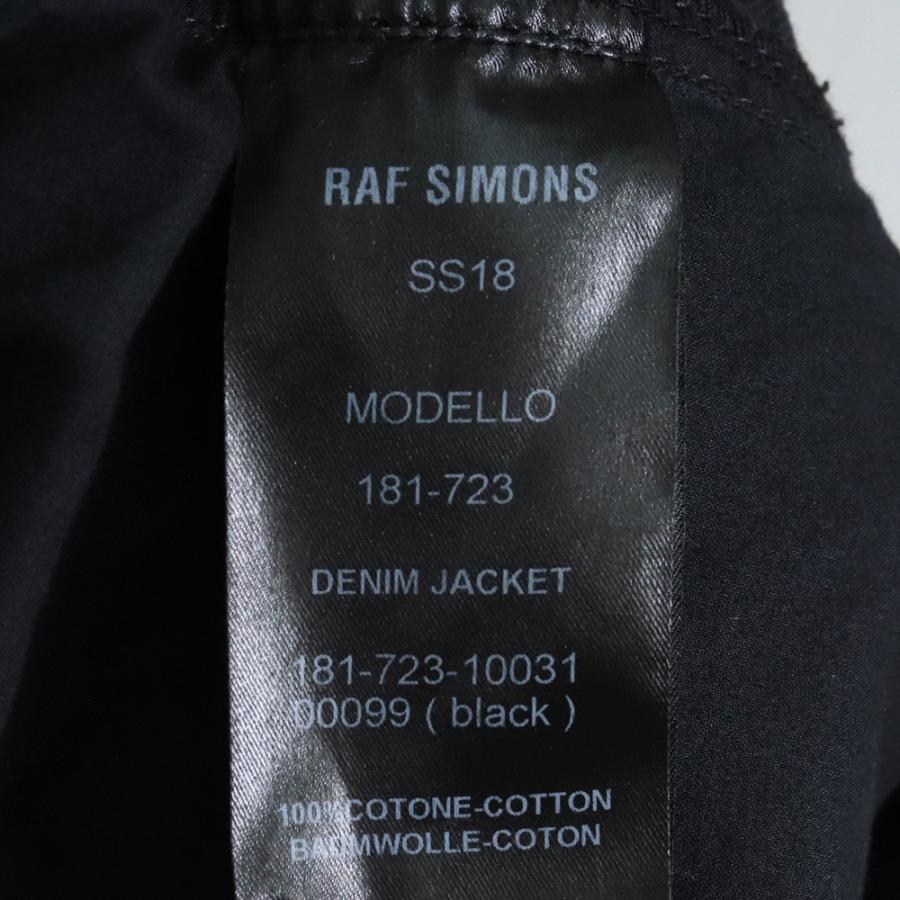 RAF SIMONS
SS18
MODELLO
181-723
DENIM JACKET
181-723-10031
00099 ( black )
100%COTONE-COTTON
BAUMWOLLE-COTON